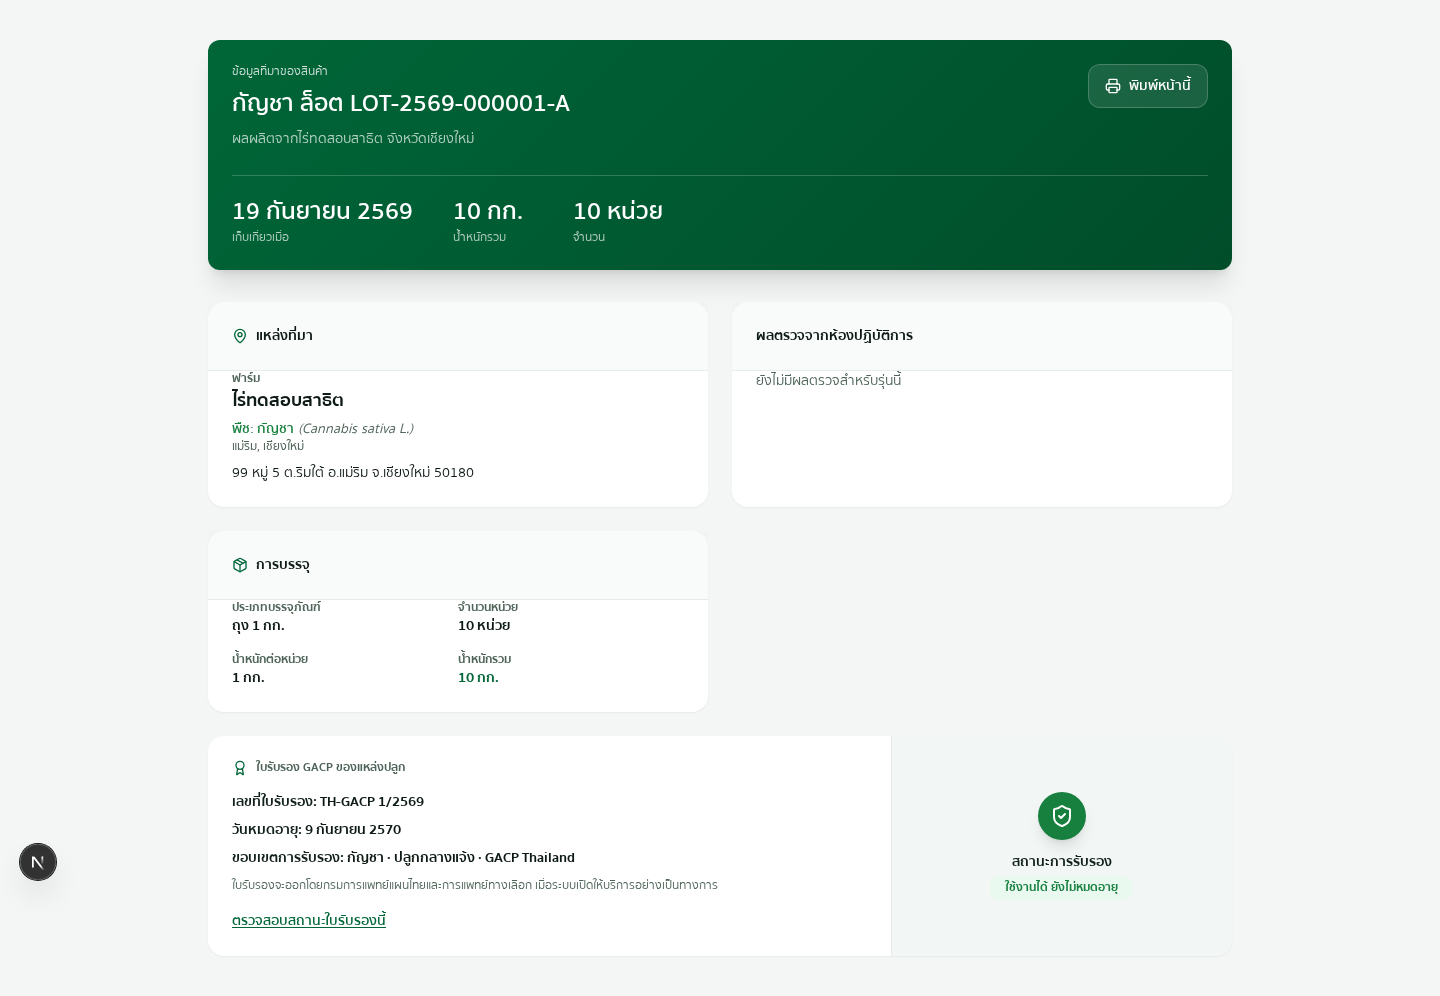 ข้อมูลที่มาของสินค้า
กัญชา ล็อต LOT-2569-000001-A
ผลผลิตจากไร่ทดสอบสาธิต จังหวัดเชียงใหม่
พิมพ์หน้านี้
19 กันยายน 2569
เก็บเกี่ยวเมื่อ
10 กก.
น้ำหนักรวม
10 หน่วย
จำนวน
แหล่งที่มา
ฟาร์ม
ไร่ทดสอบสาธิต
พืช: กัญชา (Cannabis sativa L.)
แม่ริม, เชียงใหม่
99 หมู่ 5 ต.ริมใต้ อ.แม่ริม จ.เชียงใหม่ 50180
ผลตรวจจากห้องปฏิบัติการ
ยังไม่มีผลตรวจสำหรับรุ่นนี้
การบรรจุ
ประเภทบรรจุภัณฑ์
ถุง 1 กก.
จำนวนหน่วย
10 หน่วย
น้ำหนักต่อหน่วย
1 กก.
น้ำหนักรวม
10 กก.
ใบรับรอง GACP ของแหล่งปลูก
เลขที่ใบรับรอง: TH-GACP 1/2569
วันหมดอายุ: 9 กันยายน 2570
ขอบเขตการรับรอง: กัญชา · ปลูกกลางแจ้ง · GACP Thailand
ใบรับรองจะออกโดยกรมการแพทย์แผนไทยและการแพทย์ทางเลือก เมื่อระบบเปิดให้บริการอย่างเป็นทางการ
ตรวจสอบสถานะใบรับรองนี้
สถานะการรับรอง
ใช้งานได้ ยังไม่หมดอายุ
N